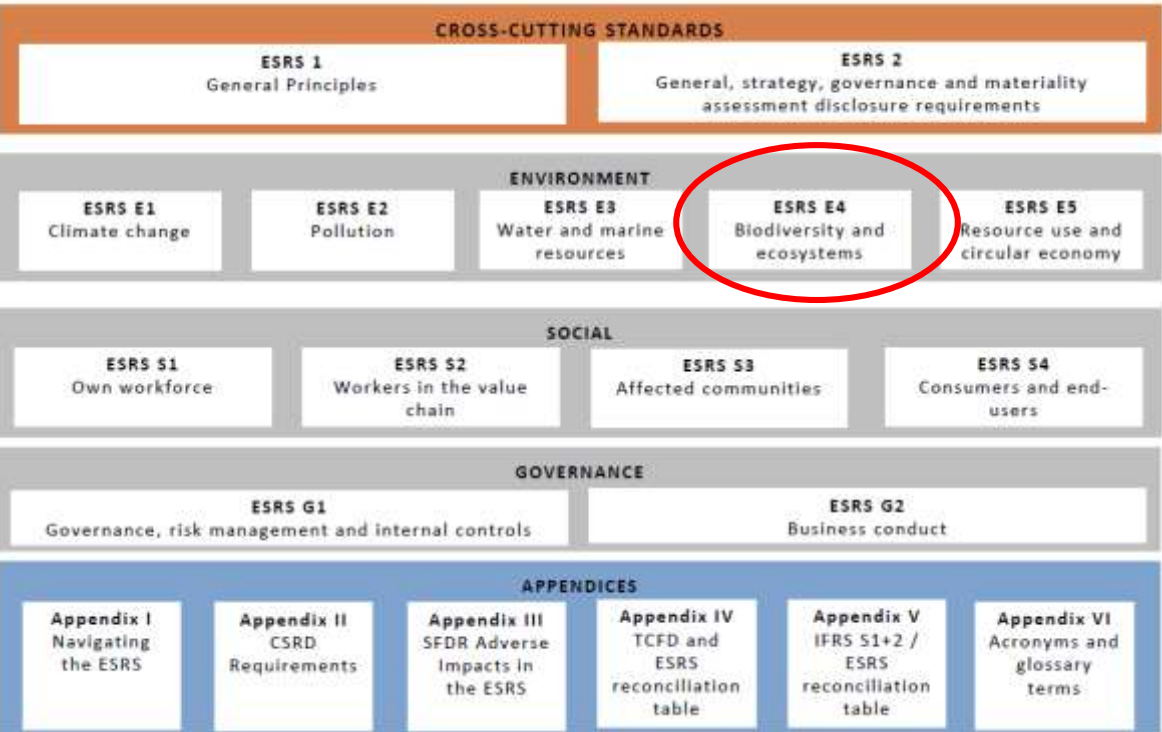 CROSS-CUTTING STANDARDS
ESRS 1
General Principles
ESRS 2
General, strategy, governance and materiality
assessment disclosure requirements
ENVIRONMENT
ESRS E1
Climate change
ESRS E2
Pollution
ESRS E3
Water and marine
resources
ESRS E4
Biodiversity and
ecosystems
ESRS E5
Resource use and
circular economy
SOCIAL
ESRS S1
Own workforce
ESRS S2
Workers in the value
chain
ESRS S3
Affected communities
ESRS S4
Consumers and end-
users
GOVERNANCE
ESRS G1
Governance, risk management and internal controls
ESRS G2
Business conduct
APPENDICES
Appendix I
Navigating
the ESRS
Appendix II
CSRD
Requirements
Appendix III
SFDR Adverse
Impacts in
the ESRS
Appendix IV
TCFD and
ESRS
reconciliation
table
Appendix V
IFRS S1+2 /
ESRS
reconciliation
table
Appendix VI
Acronyms and
glossary
terms